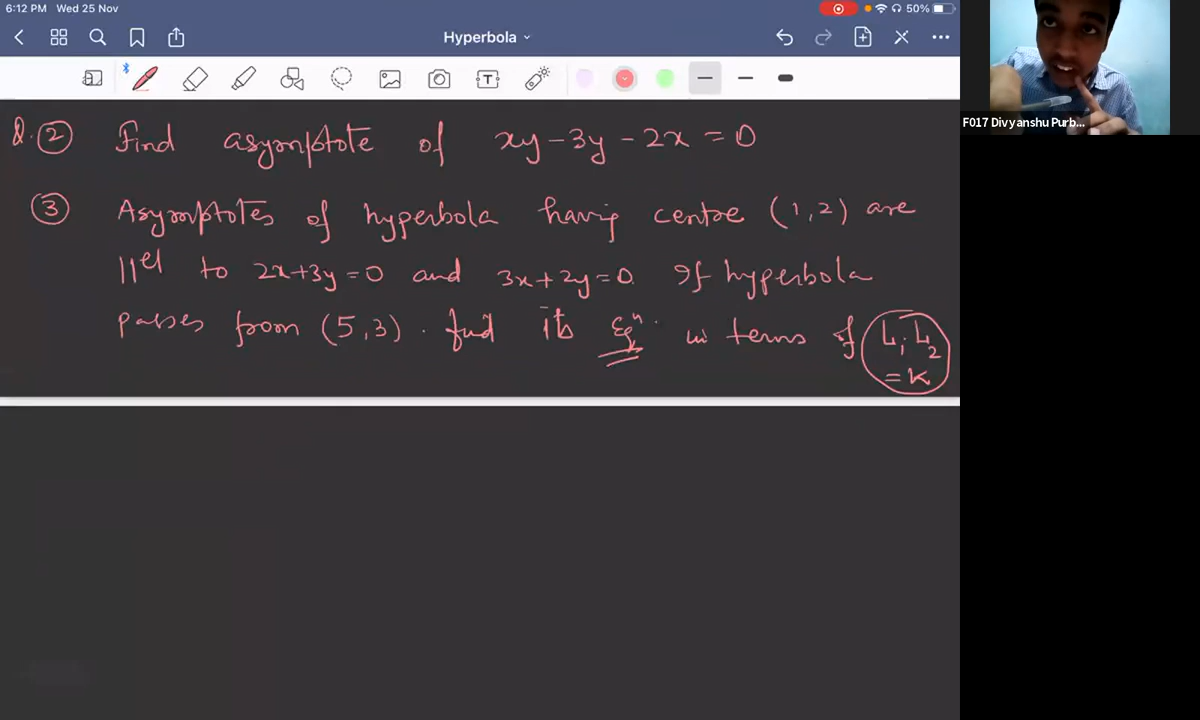 6:12 PM Wed 25 Nov
50%
Hyperbola
T
F017 Divyanshu Purb...
Q. ② Find asymptote of xy - 3y - 2x = 0
③ Asymptotes of hyperbola having centre (1,2) are
||el to 2x+3y=0 and 3x+2y=0. If hyperbola
passes from (5,3). find its Eqn. in terms of L1 L2
= K